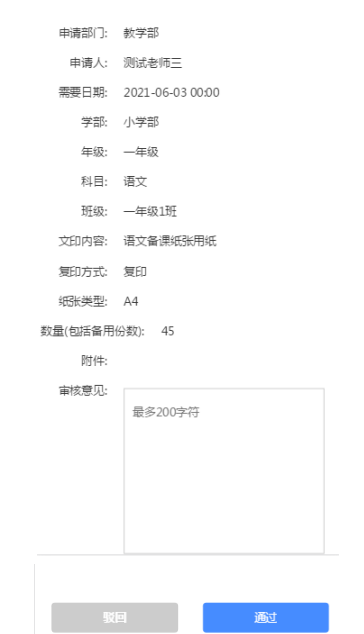 申请部门: 教学部
申请人: 测试老师三
需要日期: 2021-06-03 00:00
学部: 小学部
年级: 一年级
科目: 语文
班级: 一年级1班
文印内容: 语文备课纸张用纸
复印方式: 复印
纸张类型: A4
数量(包括备用份数): 45
附件:
审核意见:
最多200字符
驳回 通过